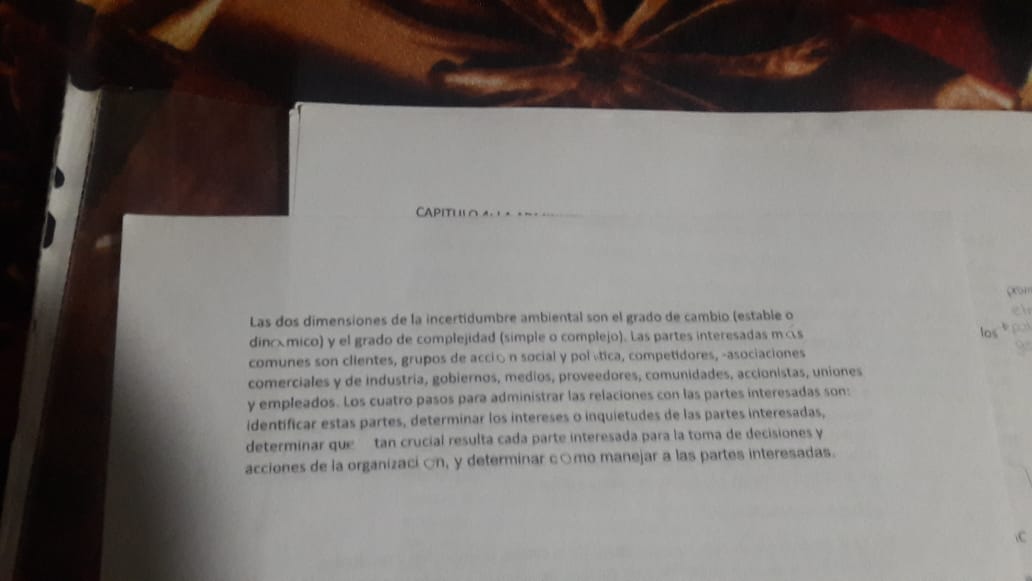 CAPITULO
Las dos dimensiones de la incertidumbre ambiental son el grado de cambio (estable o
dinámico) y el grado de complejidad (simple o complejo). Las partes interesadas más
comunes son clientes, grupos de acción social y política, competidores, -asociaciones
comerciales y de industria, gobiernos, medios, proveedores, comunidades, accionistas, uniones
y empleados. Los cuatro pasos para administrar las relaciones con las partes interesadas son:
identificar estas partes, determinar los intereses o inquietudes de las partes interesadas,
determinar que tan crucial resulta cada parte interesada para la toma de decisiones y
acciones de la organización, y determinar cómo manejar a las partes interesadas.
los